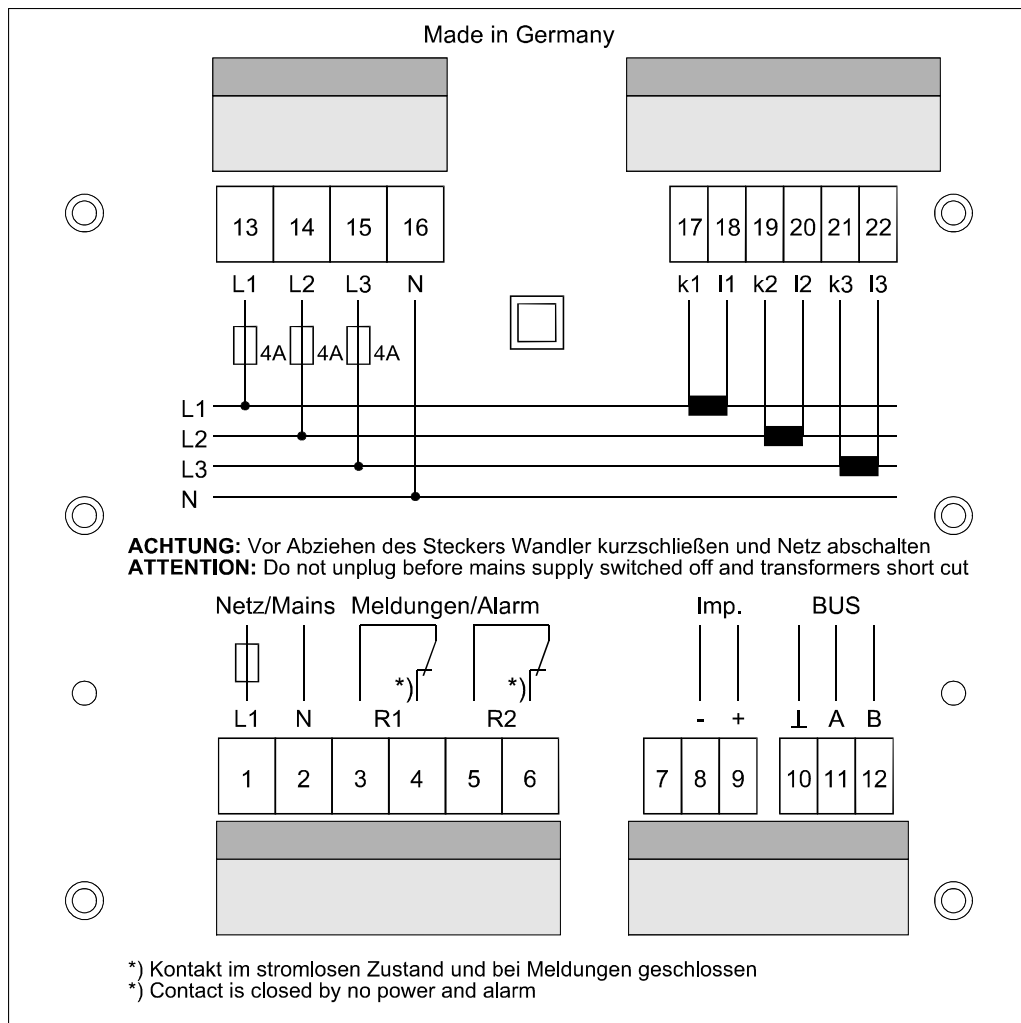 Made in Germany
13 14 15 16 17 18 19 20 21 22
L1 L2 L3 N k1 l1 k2 l2 k3 l3
4A 4A 4A
L1
L2
L3
N
ACHTUNG: Vor Abziehen des Steckers Wandler kurzschließen und Netz abschalten
ATTENTION: Do not unplug before mains supply switched off and transformers short cut
Netz/Mains Meldungen/Alarm Imp. BUS
*) *)
L1 N R1 R2 - + ⊥ A B
1 2 3 4 5 6 7 8 9 10 11 12
*) Kontakt im stromlosen Zustand und bei Meldungen geschlossen
*) Contact is closed by no power and alarm